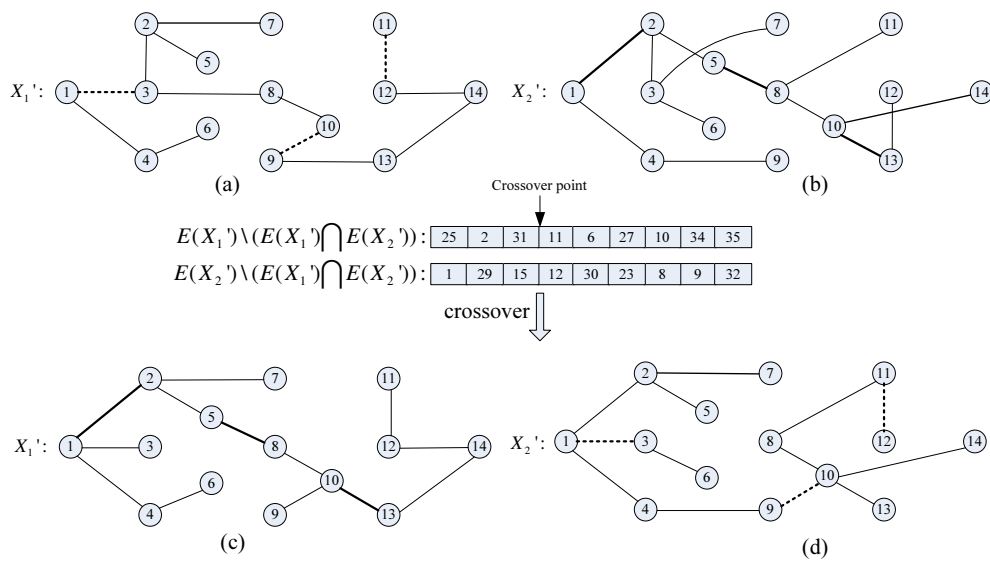 2 7 11 2 7 11
5 5
X₁': 1 3 8 12 14 X₂': 1 3 8 12 14
6 10 6 10
4 9 13 4 9 13
(a) (b)
Crossover point
E(X₁')\(E(X₁')⋂E(X₂')): 25 2 31 11 6 27 10 34 35
E(X₂')\(E(X₁')⋂E(X₂')): 1 29 15 12 30 23 8 9 32
crossover
2 7 11 2 7 11
5 5
X₁': 1 3 8 12 14 X₂': 1 3 8 12 14
6 10 6 10
4 9 13 4 9 13
(c) (d)